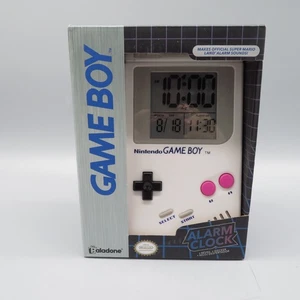 GAME BOY
MAKES OFFICIAL SUPER MARIO
LAND ALARM SOUNDS!
10:00
8/18 11:30
Nintendo GAME BOY TM
SELECT START
Paladone
Nintendo
ALARM
CLOCK